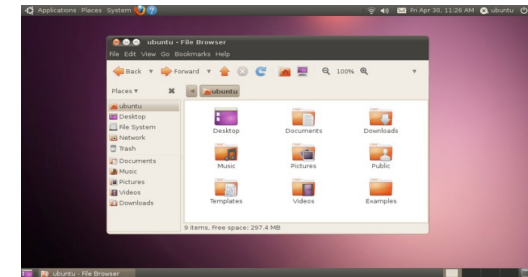 Applications Places System Fri Apr 30, 11:26 AM ubuntu
ubuntu - File Browser
File Edit View Go Bookmarks Help
Back Forward 100%
Places ubuntu
ubuntu
Desktop
File System
Network
Trash
Documents
Music
Pictures
Videos
Downloads
Desktop Documents Downloads
Music Pictures Public
Templates Videos Examples
9 items, Free space: 297.4 MB
ubuntu - File Browser